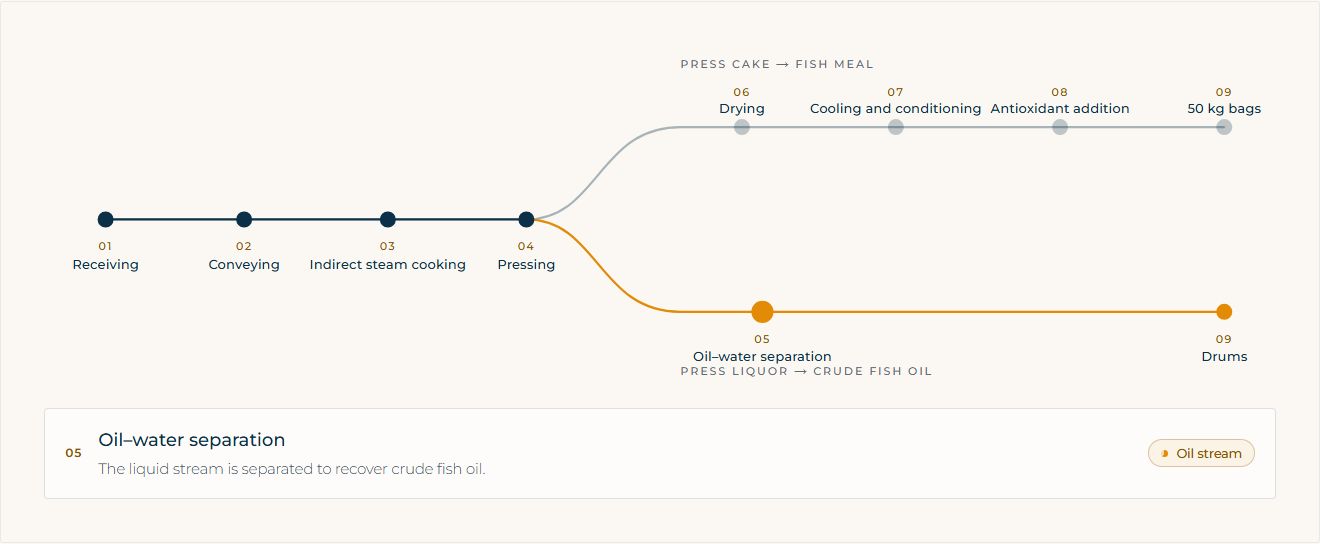 PRESS CAKE → FISH MEAL
06
Drying
07
Cooling and conditioning
08
Antioxidant addition
09
50 kg bags
01
Receiving
02
Conveying
03
Indirect steam cooking
04
Pressing
05
Oil–water separation
09
Drums
PRESS LIQUOR → CRUDE FISH OIL
05
Oil–water separation
The liquid stream is separated to recover crude fish oil.
Oil stream